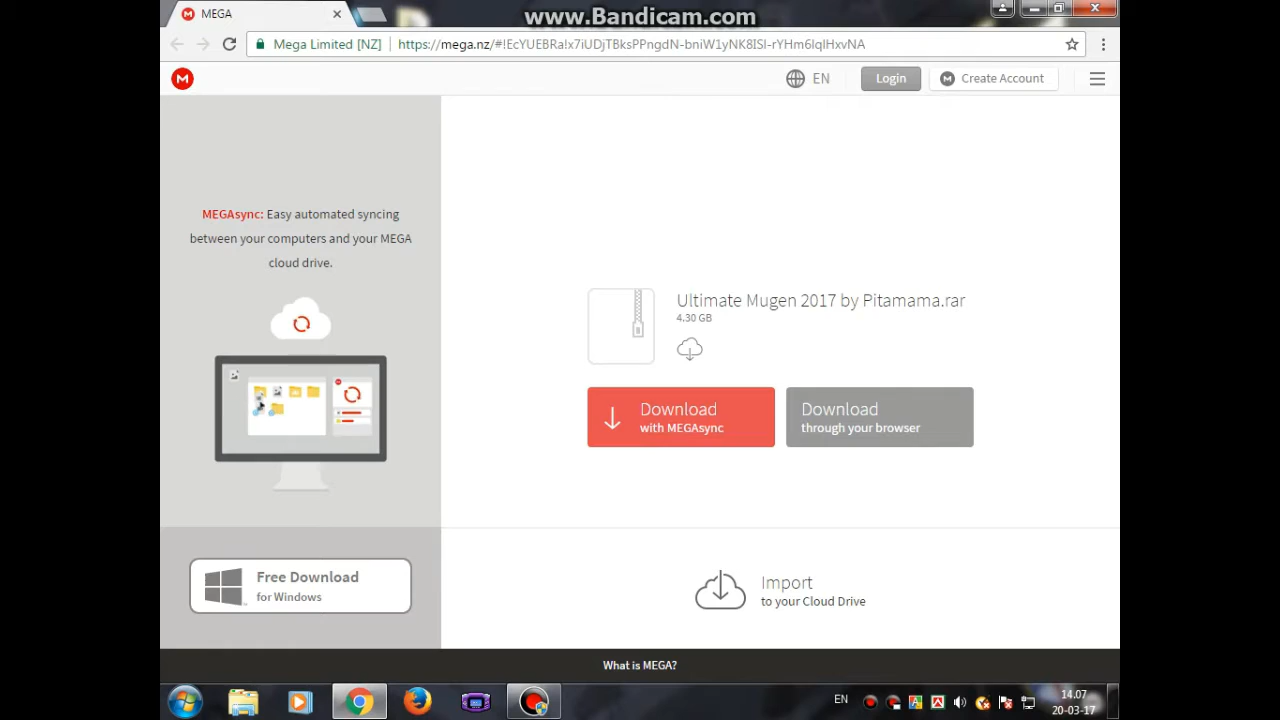 MEGA
www.Bandicam.com
Mega Limited [NZ]
https://mega.nz/#!EcYUEBRa!x7iUDjTBksPPngdN-bniW1yNK8ISI-rYHm6lqlHxvNA
M
EN
Login
M Create Account
MEGAsync: Easy automated syncing
between your computers and your MEGA
cloud drive.
Ultimate Mugen 2017 by Pitamama.rar
4.30 GB
Download
with MEGAsync
Download
through your browser
Free Download
for Windows
Import
to your Cloud Drive
What is MEGA?
EN
14.07
20-03-17